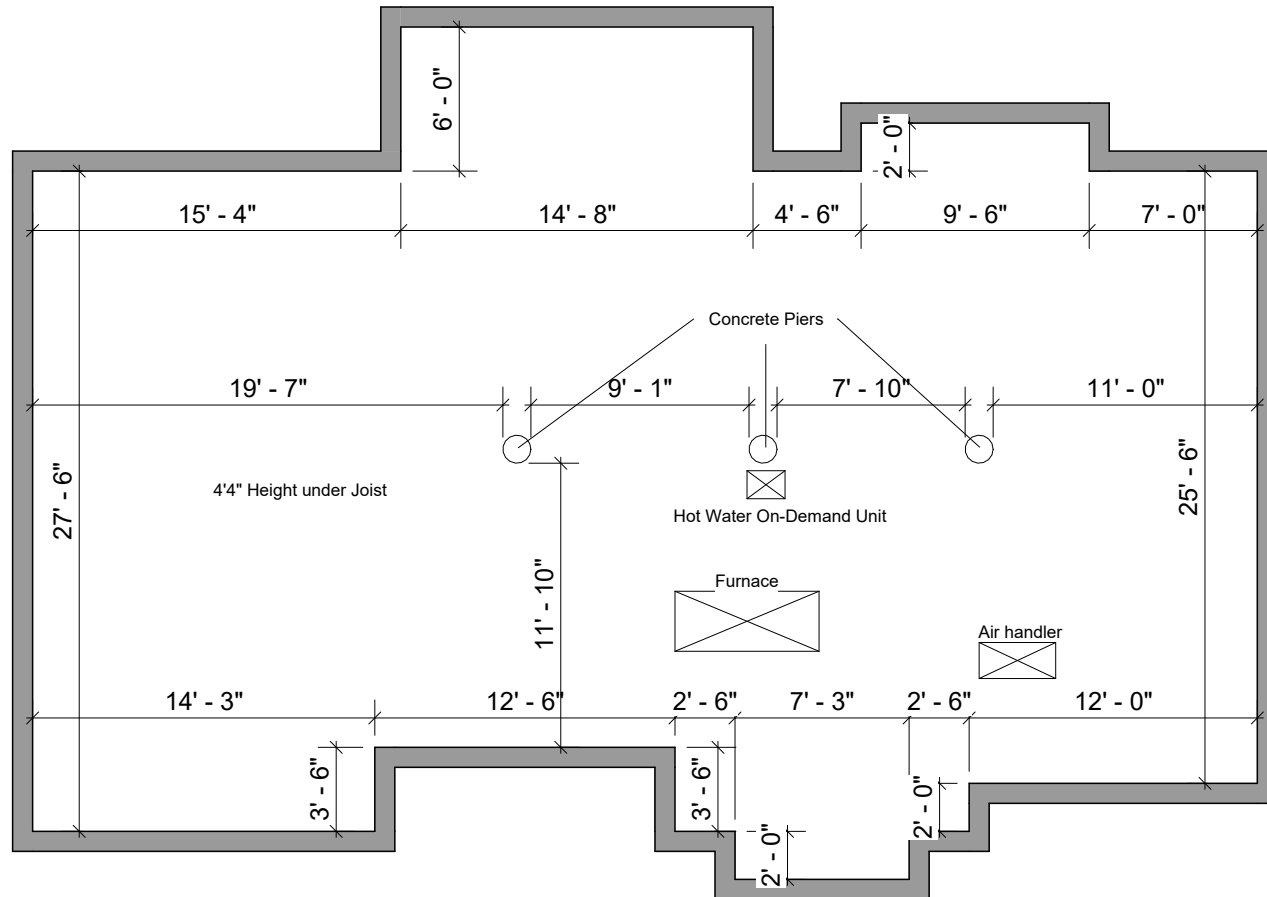 6' - 0"
2' - 0"
15' - 4"
14' - 8"
4' - 6"
9' - 6"
7' - 0"
Concrete Piers
19' - 7"
9' - 1"
7' - 10"
11' - 0"
27' - 6"
4'4" Height under Joist
25' - 6"
Hot Water On-Demand Unit
11' - 10"
Furnace
Air handler
14' - 3"
12' - 6"
2' - 6"
7' - 3"
2' - 6"
12' - 0"
3' - 6"
3' - 6"
2' - 0"
2' - 0"